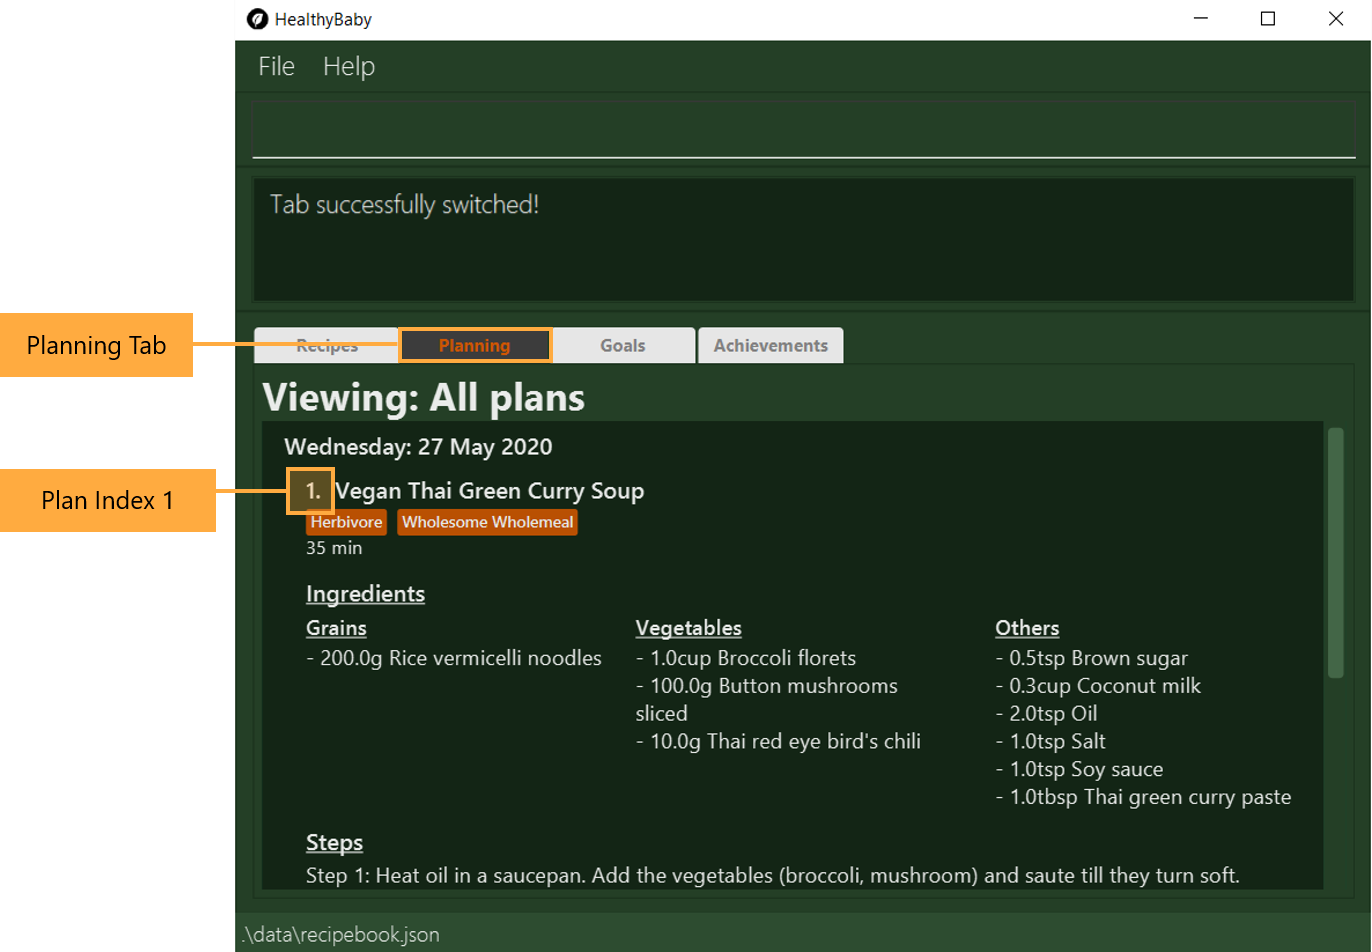 HealthyBaby
File Help
Tab successfully switched!
Planning Tab
Recipes Planning Goals Achievements
Viewing: All plans
Wednesday: 27 May 2020
Plan Index 1
1. Vegan Thai Green Curry Soup
Herbivore Wholesome Wholemeal
35 min
Ingredients
Grains
- 200.0g Rice vermicelli noodles
Vegetables
- 1.0cup Broccoli florets
- 100.0g Button mushrooms
sliced
- 10.0g Thai red eye bird's chili
Others
- 0.5tsp Brown sugar
- 0.3cup Coconut milk
- 2.0tsp Oil
- 1.0tsp Salt
- 1.0tsp Soy sauce
- 1.0tbsp Thai green curry paste
Steps
Step 1: Heat oil in a saucepan. Add the vegetables (broccoli, mushroom) and saute till they turn soft.
.\data\recipebook.json